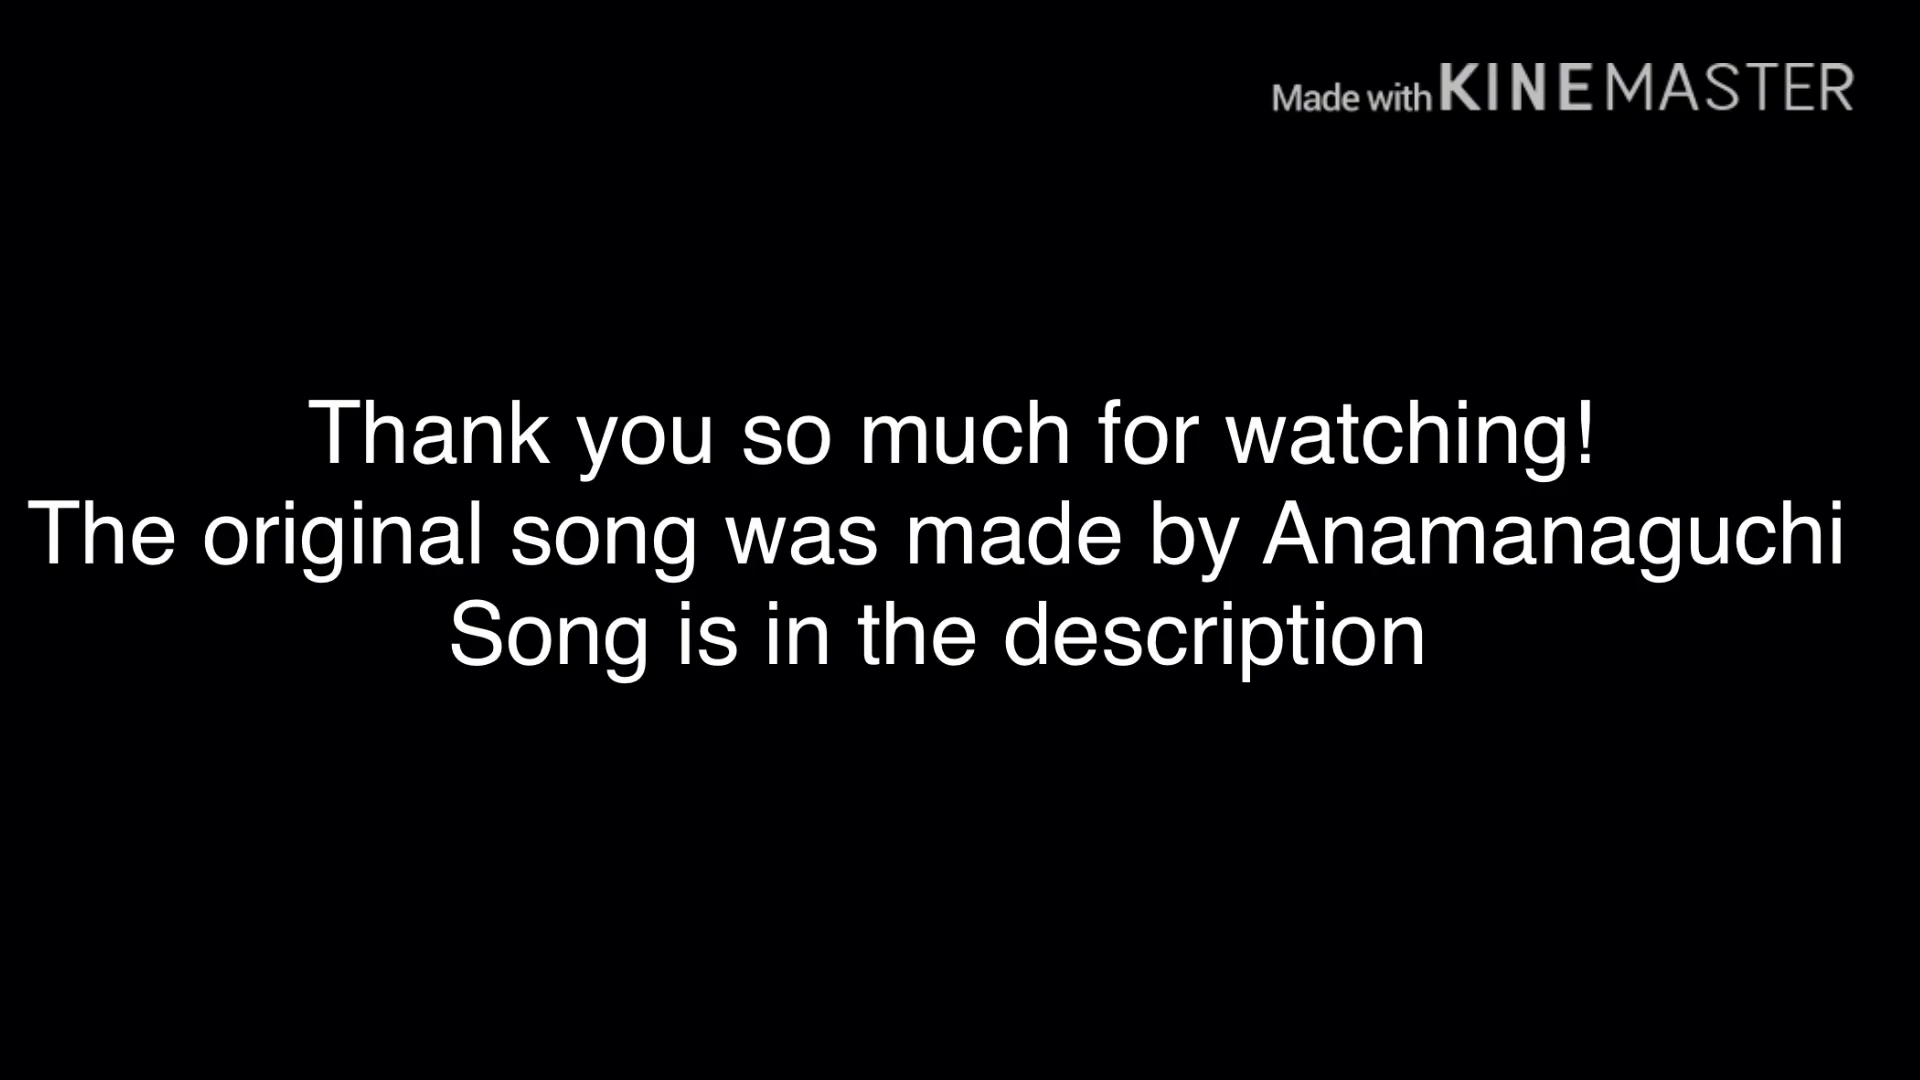 Made with KINEMASTER
Thank you so much for watching!
The original song was made by Anamanaguchi
Song is in the description